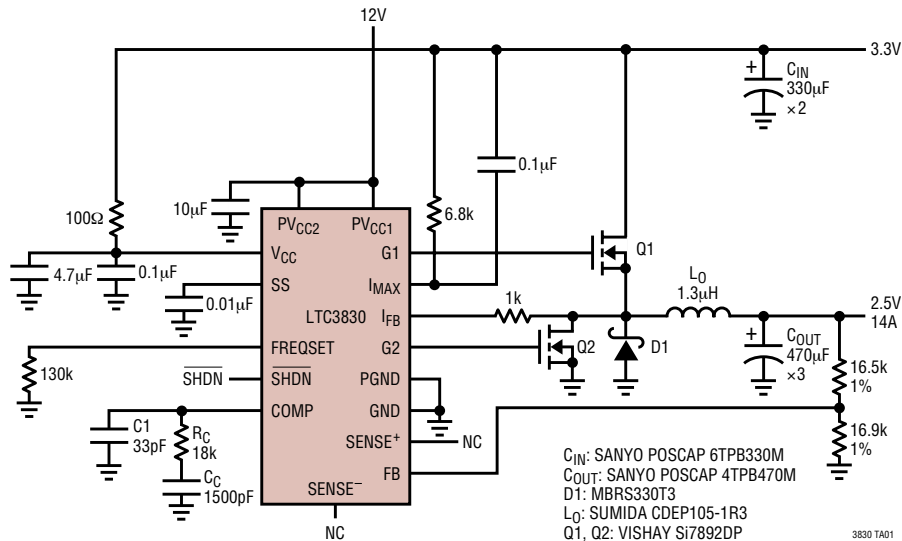 12V
3.3V
+
CIN
330µF
×2
0.1µF
10µF
6.8k
100Ω
PVCC2
PVCC1
VCC
G1
Q1
4.7µF
0.1µF
SS
IMAX
LO
1.3µH
0.01µF
LTC3830
1k
IFB
2.5V
14A
FREQSET
G2
Q2
D1
+
COUT
470µF
×3
16.5k
1%
130k
SHDN
SHDN
PGND
COMP
GND
C1
33pF
RC
18k
SENSE+
NC
16.9k
1%
FB
CC
1500pF
SENSE–
NC
CIN: SANYO POSCAP 6TPB330M
COUT: SANYO POSCAP 4TPB470M
D1: MBRS330T3
LO: SUMIDA CDEP105-1R3
Q1, Q2: VISHAY Si7892DP
3830 TA01